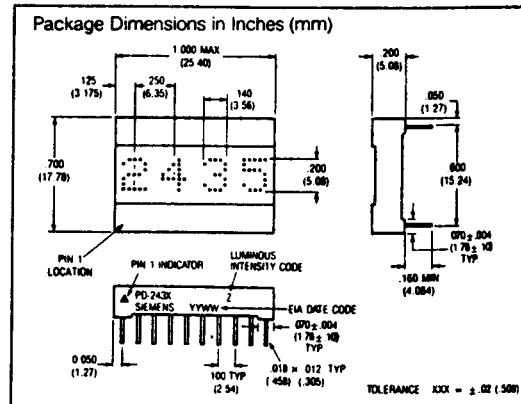 Package Dimensions in Inches (mm)
1.000 MAX
(25.40)
.125
(3.175)
.250
(6.35)
.140
(3.56)
.200
(5.08)
.050
(1.27)
.700
(17.78)
2 4 3 5
.200
(5.08)
.600
(15.24)
.070±.004
(1.78±10)
TYP
.160 MIN
(4.064)
PIN 1
LOCATION
PIN 1 INDICATOR
LUMINOUS
INTENSITY CODE
PD-243X
SIEMENS
Z
YYWW
EIA DATE CODE
.070±.004
(1.78±10)
TYP
0.050
(1.27)
.100 TYP
(2.54)
.018 × .012 TYP
(.458) (.305)
TOLERANCE XXX = ±.02 (.508)